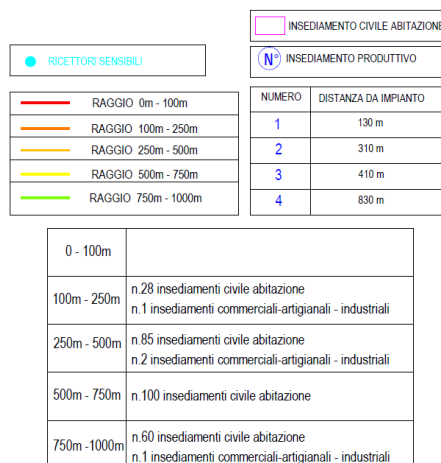 INSEDIAMENTO CIVILE ABITAZIONE
RICETTORI SENSIBILI
N° INSEDIAMENTO PRODUTTIVO
RAGGIO 0m - 100m
RAGGIO 100m - 250m
RAGGIO 250m - 500m
RAGGIO 500m - 750m
RAGGIO 750m - 1000m
NUMERO DISTANZA DA IMPIANTO
1 130 m
2 310 m
3 410 m
4 830 m
0 - 100m
100m - 250m
n.28 insediamenti civile abitazione
n.1 insediamenti commerciali-artigianali - industriali
250m - 500m
n.85 insediamenti civile abitazione
n.2 insediamenti commerciali-artigianali - industriali
500m - 750m
n.100 insediamenti civile abitazione
750m -1000m
n.60 insediamenti civile abitazione
n.1 insediamenti commerciali-artigianali - industriali